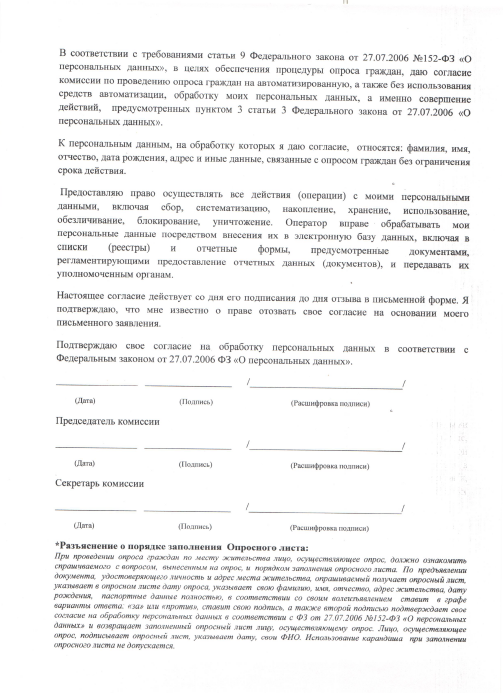 В соответствии с требованиями статьи 9 Федерального закона от 27.07.2006 №152-ФЗ «О
персональных данных», в целях обеспечения процедуры опроса граждан, даю согласие
комиссии по проведению опроса граждан на автоматизированную, а также без использования
средств автоматизации, обработку моих персональных данных, а именно совершение
действий, предусмотренных пунктом 3 статьи 3 Федерального закона от 27.07.2006 «О
персональных данных».
К персональным данным, на обработку которых я даю согласие, относятся: фамилия, имя,
отчество, дата рождения, адрес и иные данные, связанные с опросом граждан без ограничения
срока действия.
Предоставляю право осуществлять все действия (операции) с моими персональными
данными, включая сбор, систематизацию, накопление, хранение, использование,
обезличивание, блокирование, уничтожение. Оператор вправе обрабатывать мои
персональные данные посредством внесения их в электронную базу данных, включая в
списки (реестры) и отчетные формы, предусмотренные документами,
регламентирующими предоставление отчетных данных (документов), и передавать их
уполномоченным органам.
Настоящее согласие действует со дня его подписания до дня отзыва в письменной форме. Я
подтверждаю, что мне известно о праве отозвать свое согласие на основании моего
письменного заявления.
Подтверждаю свое согласие на обработку персональных данных в соответствии с
Федеральным законом от 27.07.2006 ФЗ «О персональных данных».
____________ ____________ /____________________/
(Дата) (Подпись) (Расшифровка подписи)
Председатель комиссии
____________ ____________ /____________________/
(Дата) (Подпись) (Расшифровка подписи)
Секретарь комиссии
____________ ____________ /____________________/
(Дата) (Подпись) (Расшифровка подписи)
*Разъяснение о порядке заполнения Опросного листа:
При проведении опроса граждан по месту жительства лицо, осуществляющее опрос, должно ознакомить
спрашиваемого с вопросом, вынесенным на опрос, и порядком заполнения опросного листа. По предъявлении
документа, удостоверяющего личность и адрес места жительства, опрашиваемый получает опросный лист,
указывает в опросном листе дату опроса, указывает свою фамилию, имя, отчество, адрес жительства, дату
рождения, паспортные данные полностью, в соответствии со своим волеизъявлением ставит в графе
варианты ответа: «за» или «против», ставит свою подпись, а также второй подписью подтверждает свое
согласие на обработку персональных данных в соответствии с ФЗ от 27.07.2006 №152-ФЗ «О персональных
данных» и возвращает заполненный опросный лист лицу, осуществляющему опрос. Лицо, осуществляющее
опрос, подписывает опросный лист, указывает дату, свои ФИО. Использование карандаша при заполнении
опросного листа не допускается.